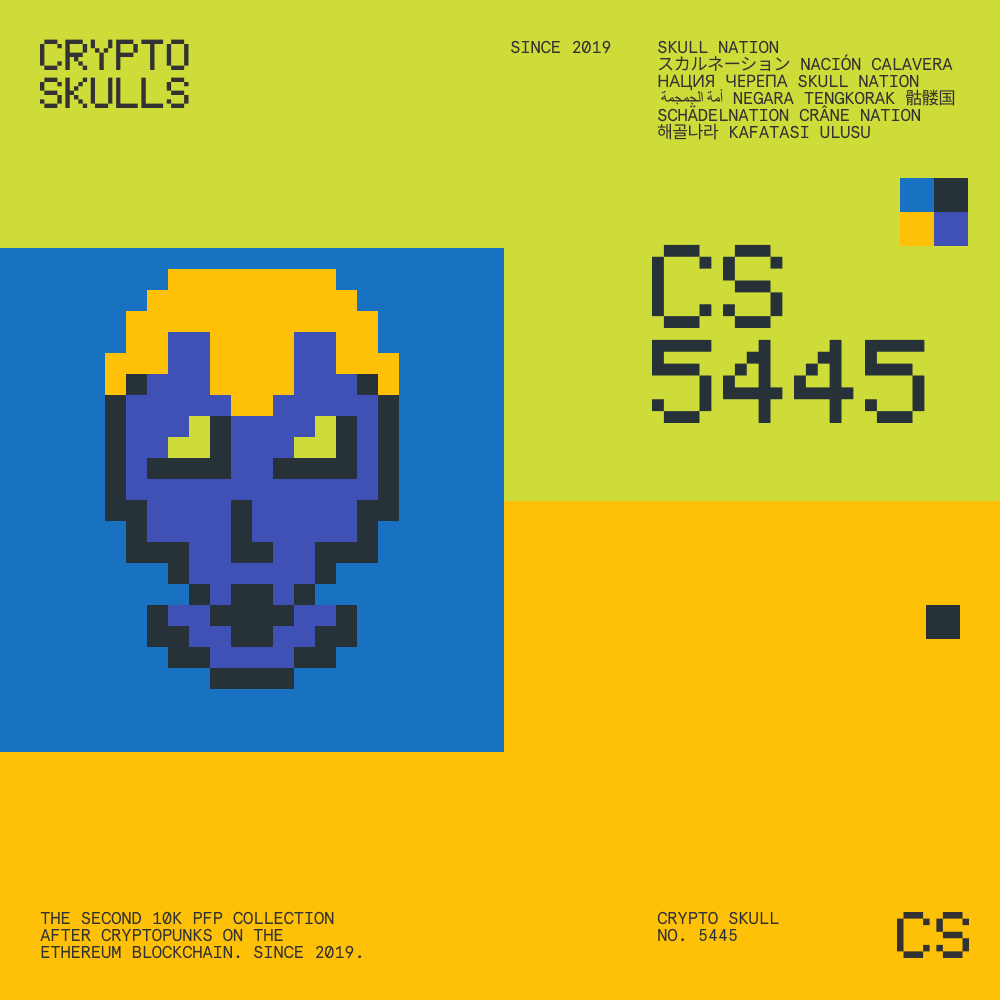 CRYPTO
SKULLS
SINCE 2019
SKULL NATION
スカルネーション NACIÓN CALAVERA
НАЦИЯ ЧЕРЕПА SKULL NATION
أمة الجمجمة NEGARA TENGKORAK 骷髅国
SCHÄDELNATION CRÂNE NATION
해골나라 KAFATASI ULUSU
CS
5445
THE SECOND 10K PFP COLLECTION
AFTER CRYPTOPUNKS ON THE
ETHEREUM BLOCKCHAIN. SINCE 2019.
CRYPTO SKULL
NO. 5445
CS